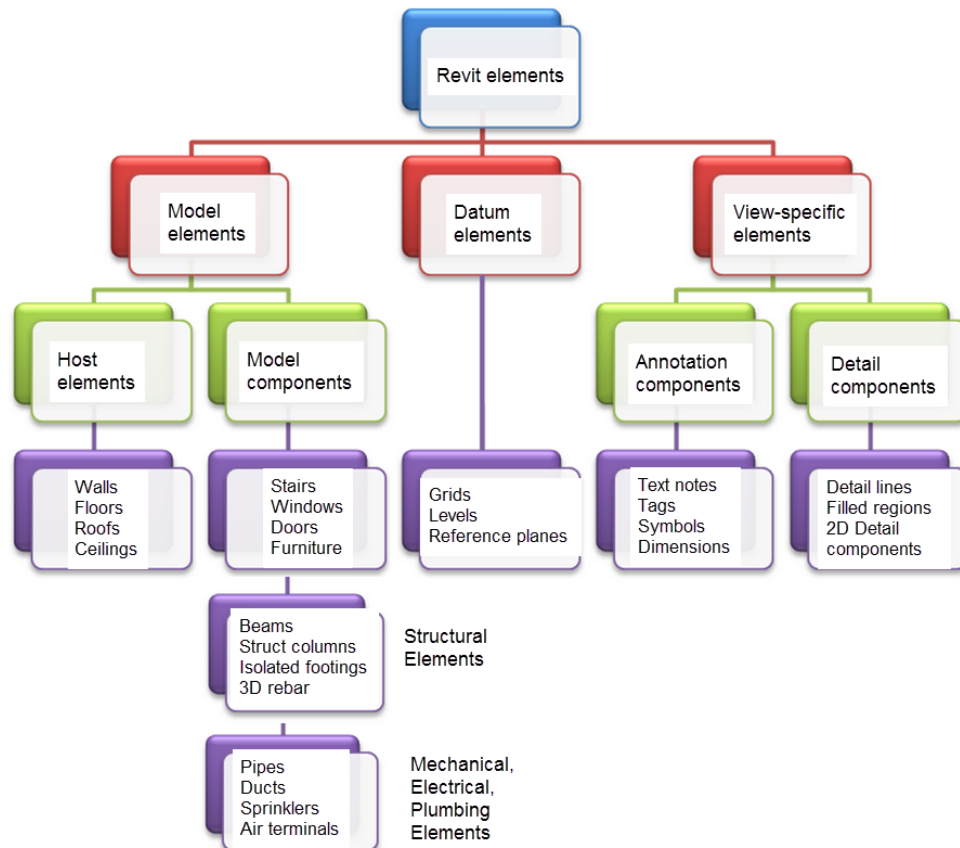 Revit elements
Model
elements
Datum
elements
View-specific
elements
Host
elements
Model
components
Annotation
components
Detail
components
Walls
Floors
Roofs
Ceilings
Stairs
Windows
Doors
Furniture
Grids
Levels
Reference planes
Text notes
Tags
Symbols
Dimensions
Detail lines
Filled regions
2D Detail
components
Beams
Struct columns
Isolated footings
3D rebar
Structural
Elements
Pipes
Ducts
Sprinklers
Air terminals
Mechanical,
Electrical,
Plumbing
Elements